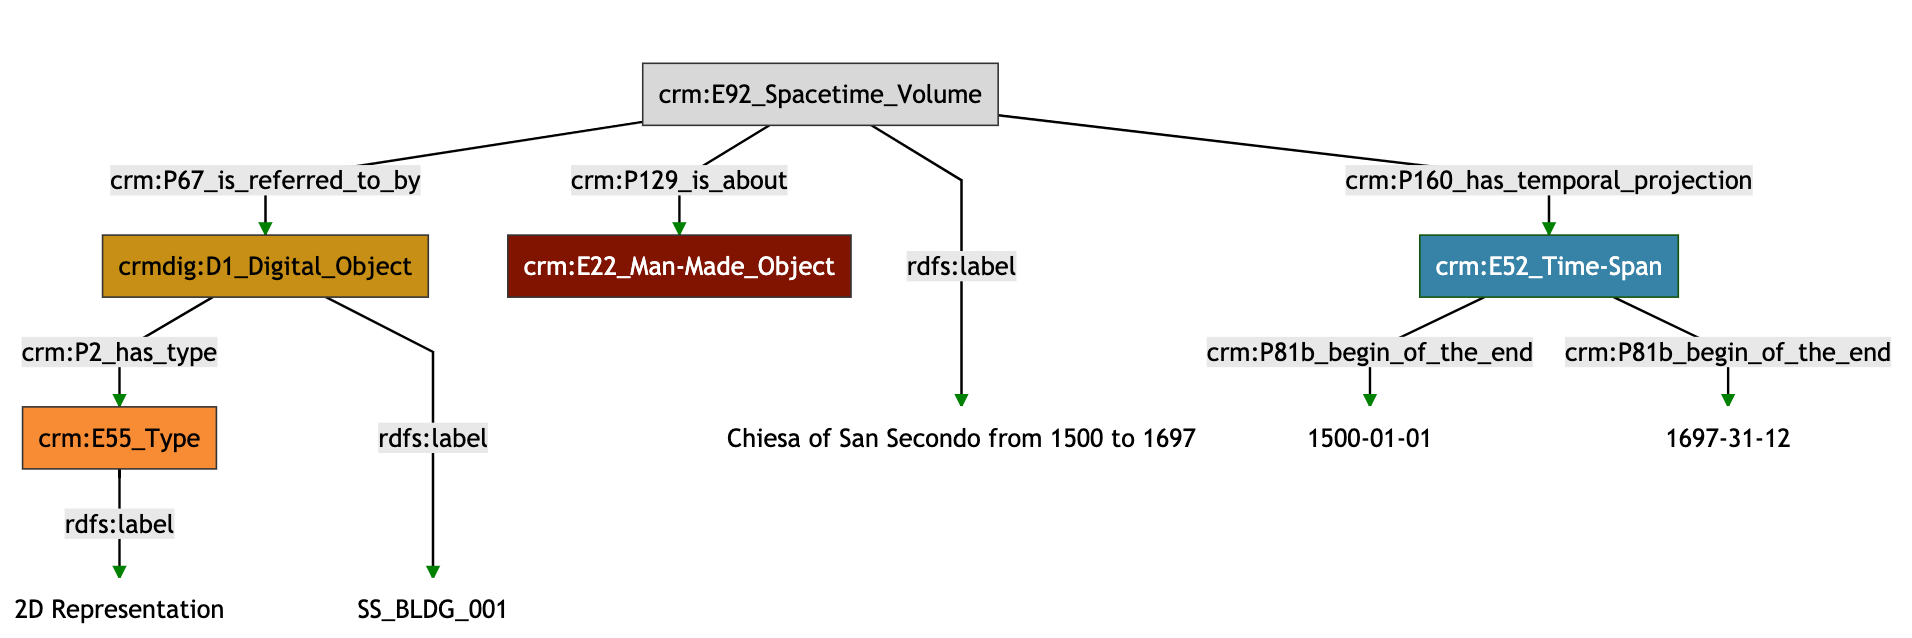 crm:E92_Spacetime_Volume
crm:P67_is_referred_to_by
crm:P129_is_about
crm:P160_has_temporal_projection
crmdig:D1_Digital_Object
crm:E22_Man-Made_Object
rdfs:label
crm:E52_Time-Span
crm:P2_has_type
crm:P81b_begin_of_the_end
crm:P81b_begin_of_the_end
crm:E55_Type
rdfs:label
Chiesa of San Secondo from 1500 to 1697
1500-01-01
1697-31-12
rdfs:label
2D Representation
SS_BLDG_001